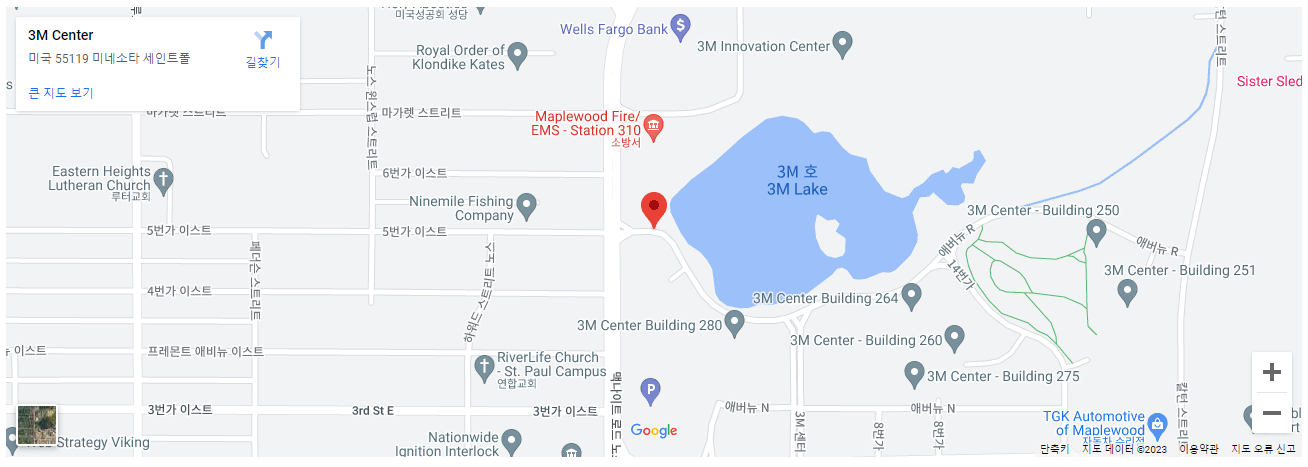 3M Center
미국 55119 미네소타 세인트폴
길찾기
큰 지도 보기
미국성공회 성당
Wells Fargo Bank
Royal Order of
Klondike Kates
3M Innovation Center
Sister Sled
마가렛 스트리트
마가렛 스트리트
노스 윈스럽 스트리트
Maplewood Fire/
EMS - Station 310
소방서
Eastern Heights
Lutheran Church
루터교회
6번가 이스트
Ninemile Fishing
Company
3M 호
3M Lake
5번가 이스트
5번가 이스트
3M Center - Building 250
애버뉴 R
애버뉴 R
14번가
3M Center - Building 251
페더슨 스트리트
4번가 이스트
하워드 스트리트
노스
3M Center Building 264
3M Center Building 280
3M Center - Building 260
이스트
프레몬트 애비뉴 이스트
RiverLife Church
- St. Paul Campus
연합교회
3M Center - Building 275
맥나이트 로드 노
칼턴 스트리트
3번가 이스트
3rd St E
3번가 이스트
P
애버뉴 N
애버뉴 N
3M 센터
8번가
8번가
TGK Automotive
of Maplewood
자동차 수리점
Google
Strategy Viking
Nationwide
Ignition Interlock
단축키
지도 데이터 ©2023
이용약관
지도 오류 신고